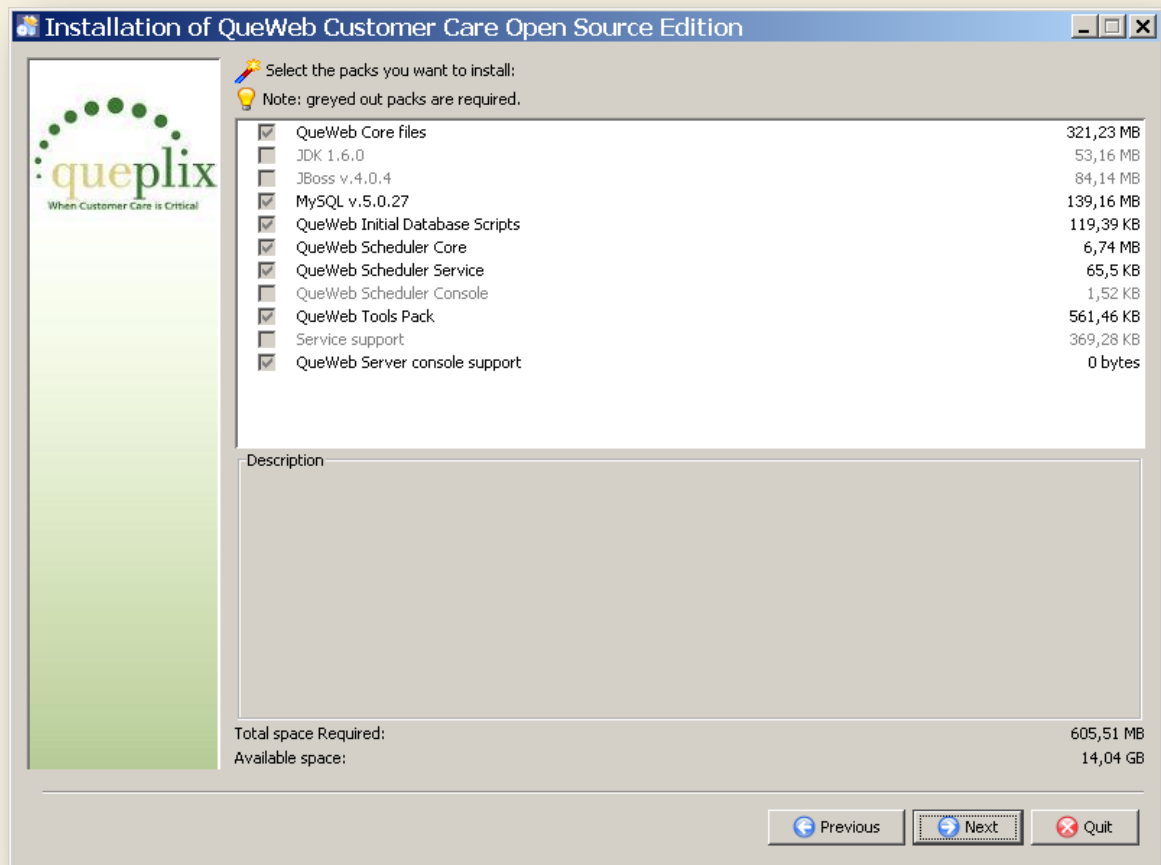 Installation of QueWeb Customer Care Open Source Edition
queplix
When Customer Care is Critical
Select the packs you want to install:
Note: greyed out packs are required.
QueWeb Core files 321,23 MB
JDK 1.6.0 53,16 MB
JBoss v.4.0.4 84,14 MB
MySQL v.5.0.27 139,16 MB
QueWeb Initial Database Scripts 119,39 KB
QueWeb Scheduler Core 6,74 MB
QueWeb Scheduler Service 65,5 KB
QueWeb Scheduler Console 1,52 KB
QueWeb Tools Pack 561,46 KB
Service support 369,28 KB
QueWeb Server console support 0 bytes
Description
Total space Required: 605,51 MB
Available space: 14,04 GB
Previous Next Quit